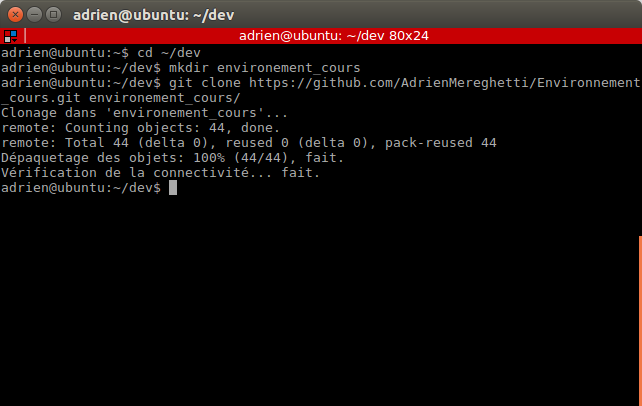 adrien@ubuntu: ~/dev
adrien@ubuntu: ~/dev 80x24
adrien@ubuntu:~$ cd ~/dev
adrien@ubuntu:~/dev$ mkdir environement_cours
adrien@ubuntu:~/dev$ git clone https://github.com/AdrienMereghetti/Environnement
_cours.git environement_cours/
Clonage dans 'environement_cours'...
remote: Counting objects: 44, done.
remote: Total 44 (delta 0), reused 0 (delta 0), pack-reused 44
Dépaquetage des objets: 100% (44/44), fait.
Vérification de la connectivité... fait.
adrien@ubuntu:~/dev$